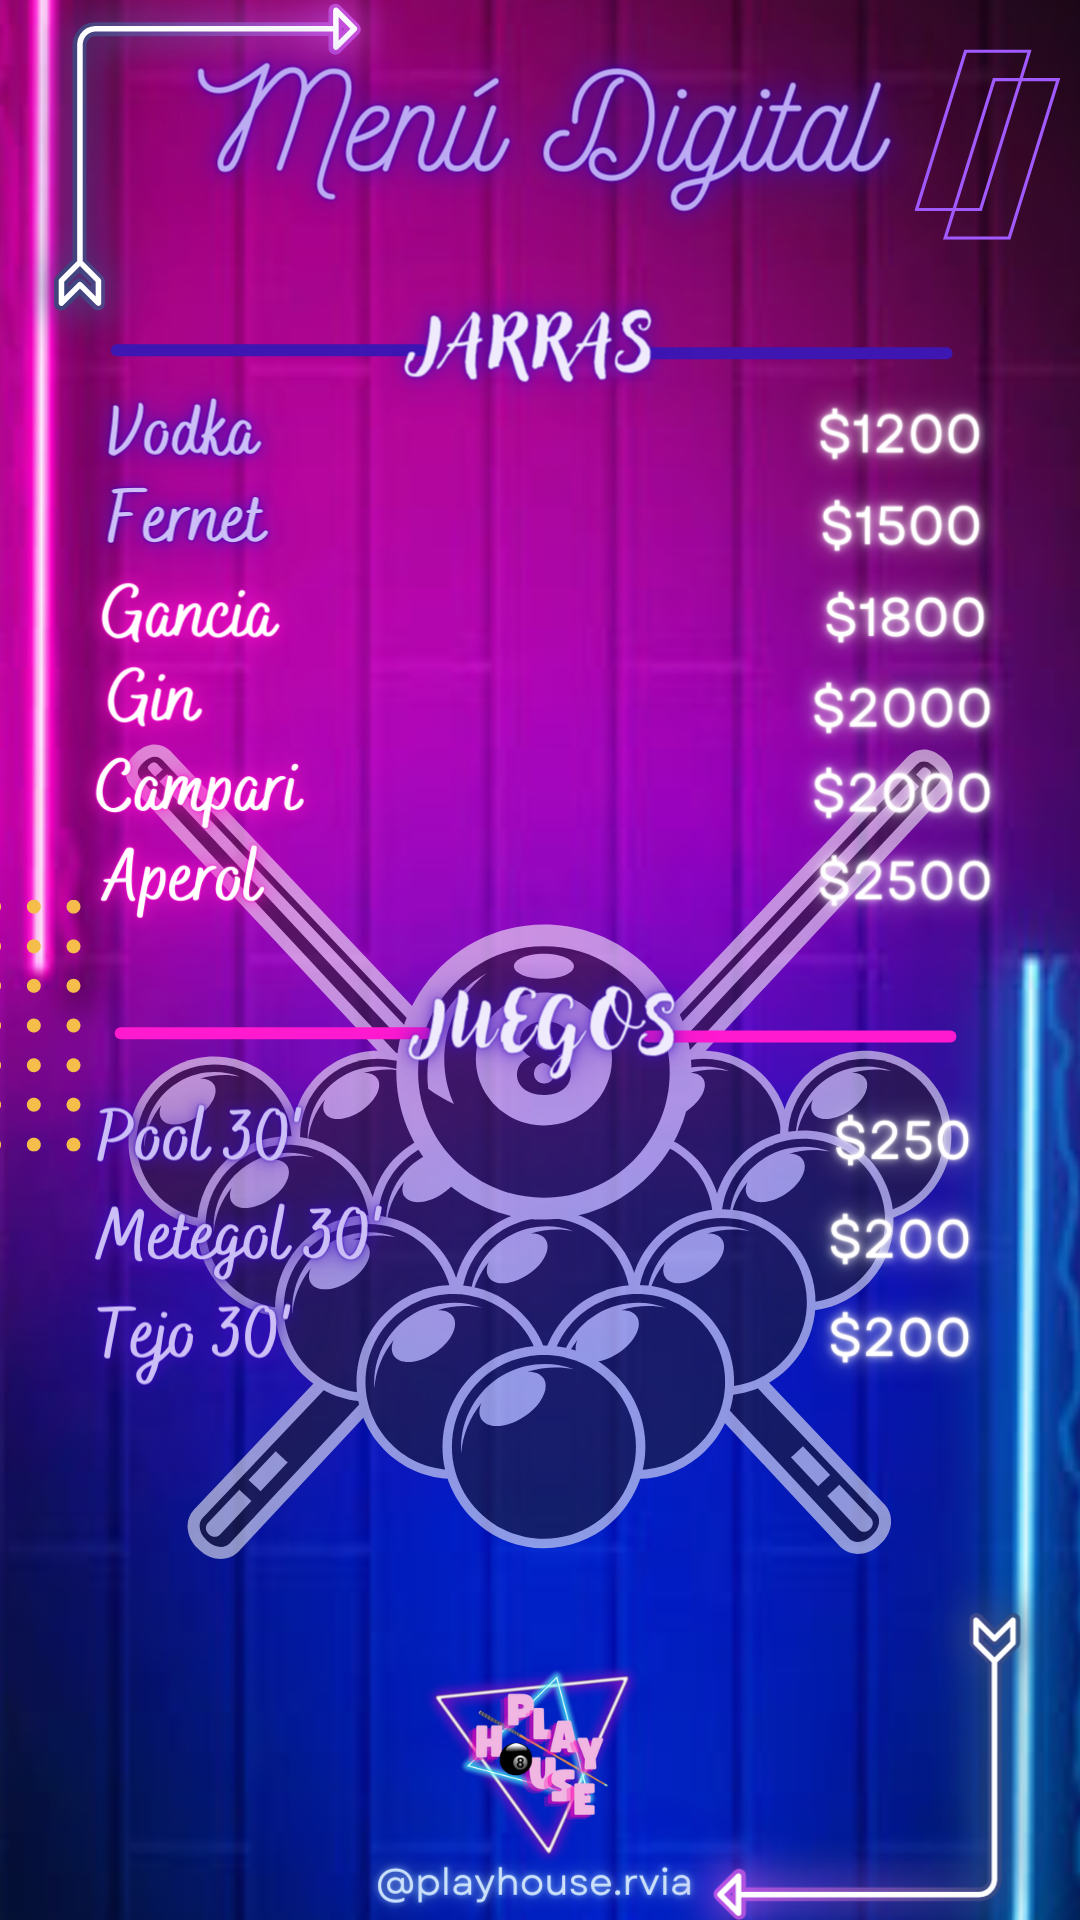 Menú Digital
JARRAS
Vodka $1200
Fernet $1500
Gancia $1800
Gin $2000
Campari $2000
Aperol $2500
JUEGOS
Pool 30' $250
Metegol 30' $200
Tejo 30' $200
PLAY
HOUSE
8
@playhouse.rvia